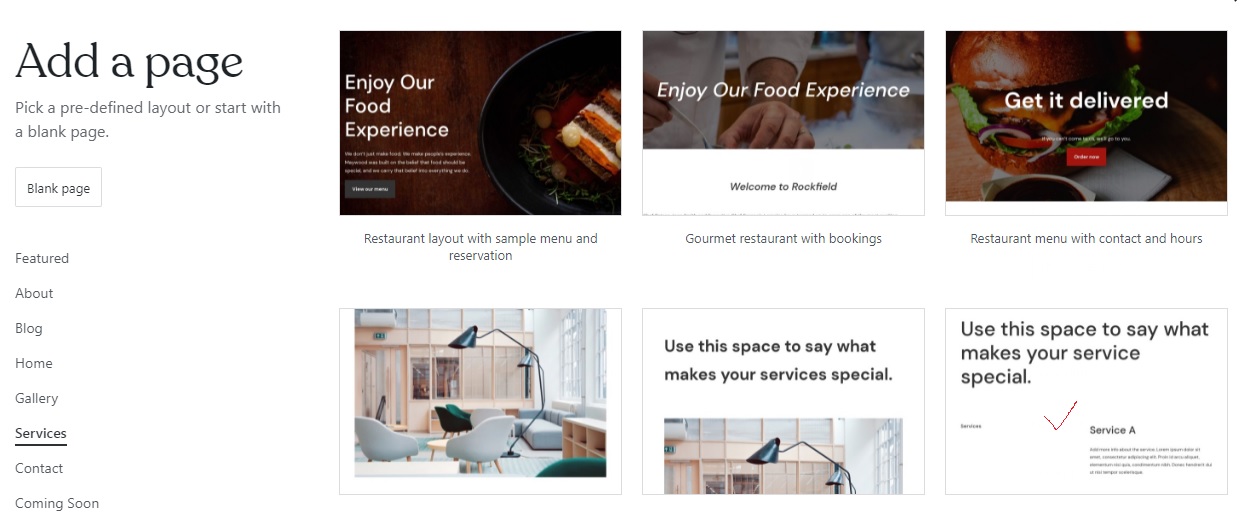 Add a page
Pick a pre-defined layout or start with
a blank page.
Blank page
Featured
About
Blog
Home
Gallery
Services
Contact
Coming Soon
Enjoy Our
Food
Experience
We don't just make food. We make people's experience.
Maywood was built on the belief that food should be
special, and we carry that belief into everything we do.
View our menu
Restaurant layout with sample menu and
reservation
Enjoy Our Food Experience
Welcome to Rockfield
Gourmet restaurant with bookings
Get it delivered
If you can't come to us, we'll go to you.
Order now
Restaurant menu with contact and hours
Use this space to say what
makes your services special.
Use this space to say what
makes your service
special.
Services
Service A
Add more info about the service. Lorem ipsum dolor sit
amet, consectetur adipiscing elit. Proin id arcu aliquet,
elementum nisi quis, condimentum nibh. Donec hendrerit dui
ut nisi tempor scelerisque.